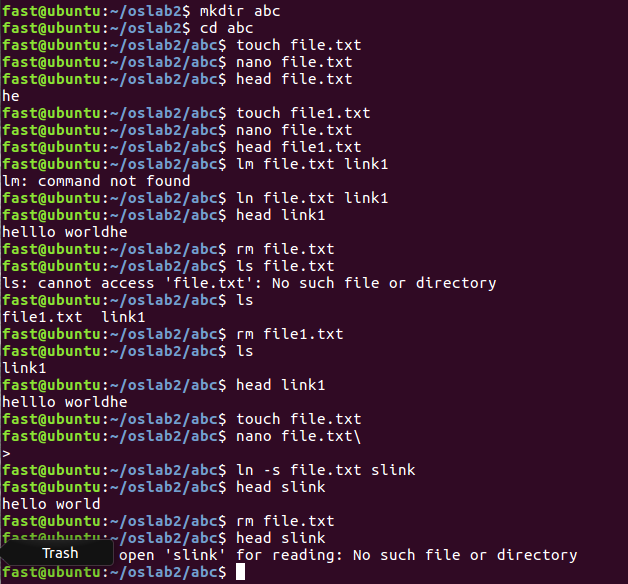 fast@ubuntu:~/oslab2$ mkdir abc
fast@ubuntu:~/oslab2$ cd abc
fast@ubuntu:~/oslab2/abc$ touch file.txt
fast@ubuntu:~/oslab2/abc$ nano file.txt
fast@ubuntu:~/oslab2/abc$ head file.txt
he
fast@ubuntu:~/oslab2/abc$ touch file1.txt
fast@ubuntu:~/oslab2/abc$ nano file.txt
fast@ubuntu:~/oslab2/abc$ head file1.txt
fast@ubuntu:~/oslab2/abc$ lm file.txt link1
lm: command not found
fast@ubuntu:~/oslab2/abc$ ln file.txt link1
fast@ubuntu:~/oslab2/abc$ head link1
helllo worldhe
fast@ubuntu:~/oslab2/abc$ rm file.txt
fast@ubuntu:~/oslab2/abc$ ls file.txt
ls: cannot access 'file.txt': No such file or directory
fast@ubuntu:~/oslab2/abc$ ls
file1.txt  link1
fast@ubuntu:~/oslab2/abc$ rm file1.txt
fast@ubuntu:~/oslab2/abc$ ls
link1
fast@ubuntu:~/oslab2/abc$ head link1
helllo worldhe
fast@ubuntu:~/oslab2/abc$ touch file.txt
fast@ubuntu:~/oslab2/abc$ nano file.txt\
>
fast@ubuntu:~/oslab2/abc$ ln -s file.txt slink
fast@ubuntu:~/oslab2/abc$ head slink
hello world
fast@ubuntu:~/oslab2/abc$ rm file.txt
fast@ubuntu:~/oslab2/abc$ head slink
Trash open 'slink' for reading: No such file or directory
fast@ubuntu:~/oslab2/abc$